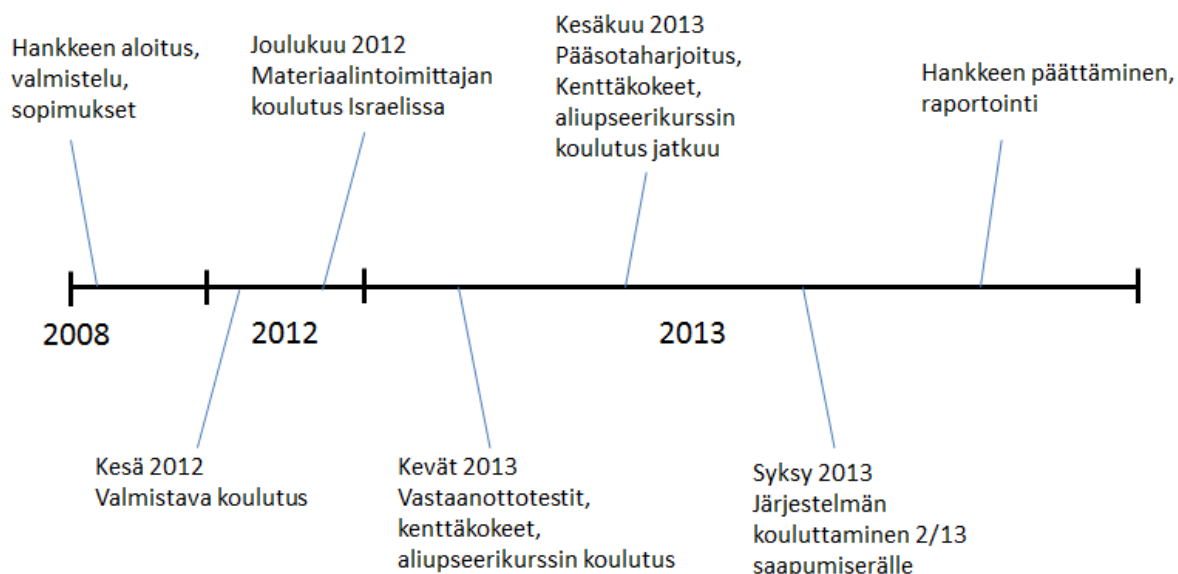 Hankkeen aloitus,
valmistelu,
sopimukset
Joulukuu 2012
Materiaalintoimittajan
koulutus Israelissa
Kesäkuu 2013
Pääsotaharjoitus,
Kenttäkokeet,
aliupseerikurssin
koulutus jatkuu
Hankkeen päättäminen,
raportointi
2008
2012
2013
Kesä 2012
Valmistava koulutus
Kevät 2013
Vastaanottotestit,
kenttäkokeet,
aliupseerikurssin koulutus
Syksy 2013
Järjestelmän
kouluttaminen 2/13
saapumiserälle